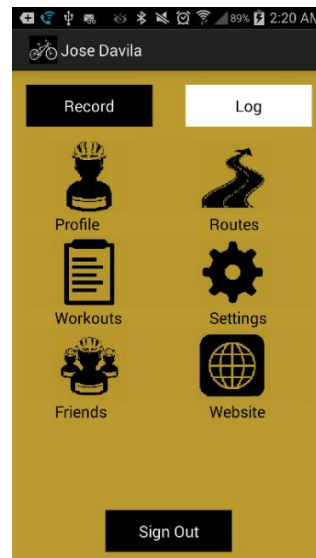 89% 2:20 AM
Jose Davila
Record Log
Profile Routes
Workouts Settings
Friends Website
Sign Out